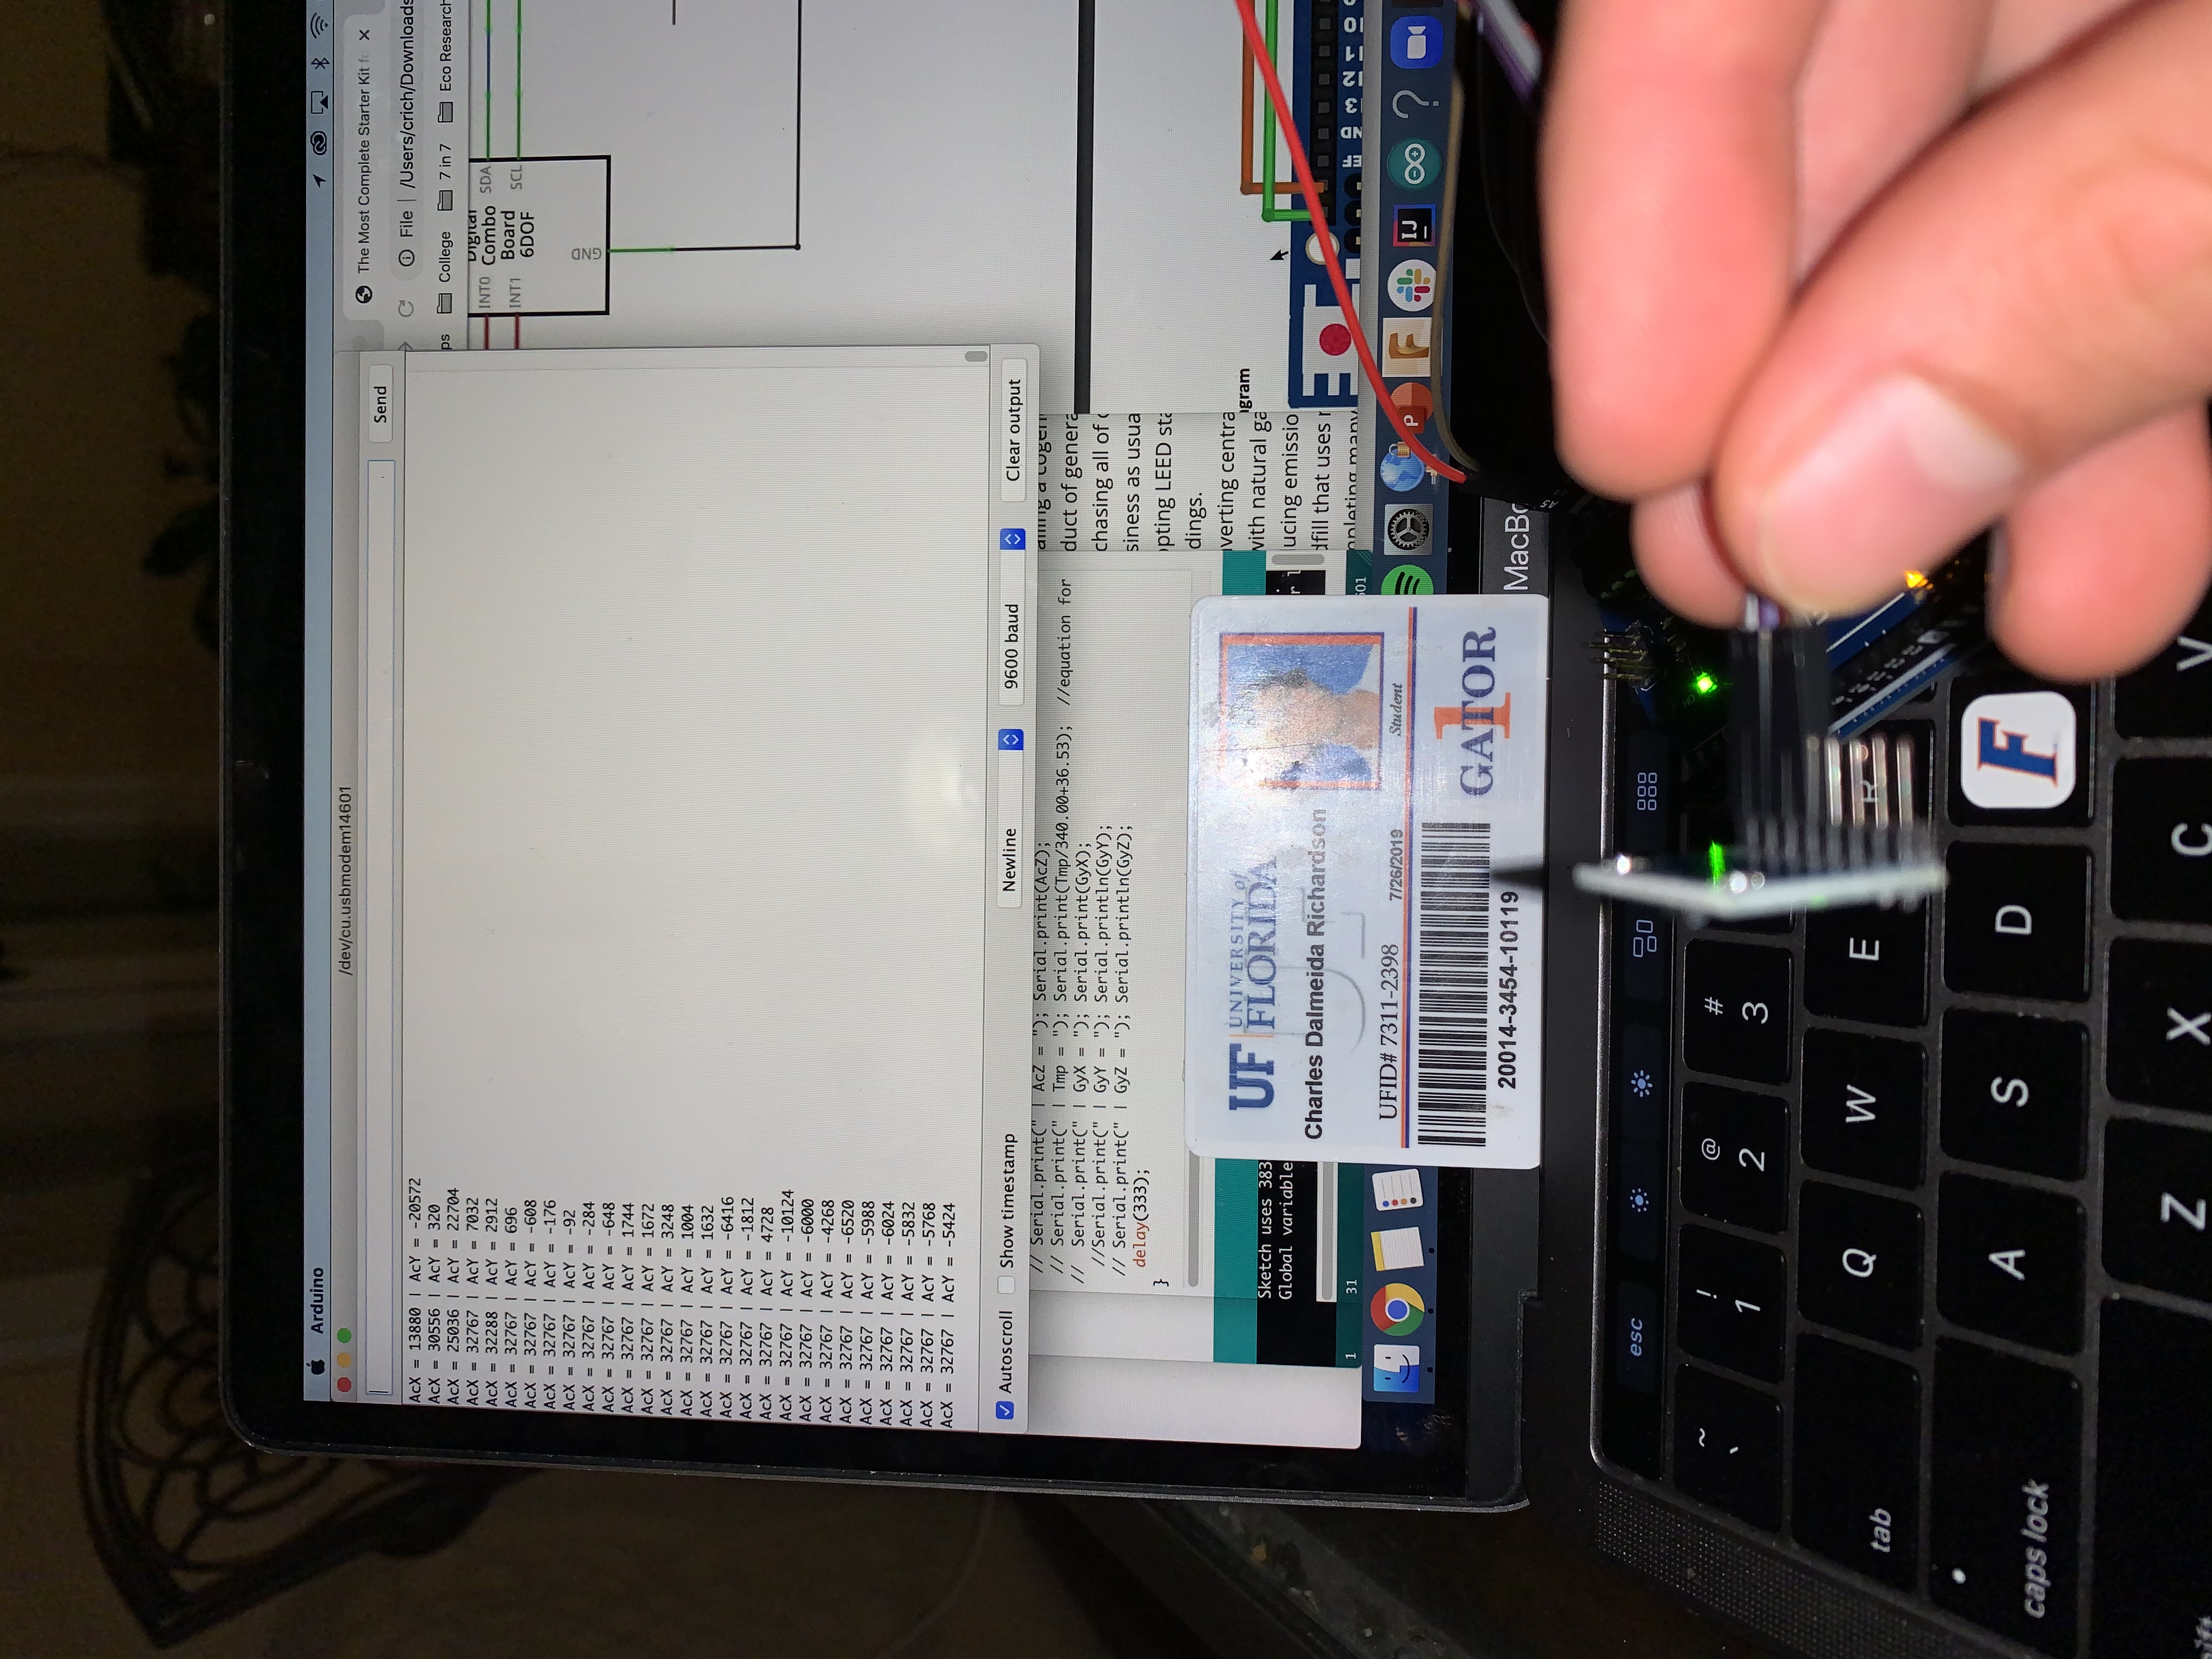 Arduino
/dev/cu.usbmodem14601
Send
AcX = 13880 | AcY = -20572
AcX = 30556 | AcY = 320
AcX = 25036 | AcY = 22704
AcX = 32767 | AcY = 7032
AcX = 32288 | AcY = 2912
AcX = 32767 | AcY = 696
AcX = 32767 | AcY = -608
AcX = 32767 | AcY = -176
AcX = 32767 | AcY = -92
AcX = 32767 | AcY = -284
AcX = 32767 | AcY = -648
AcX = 32767 | AcY = 1744
AcX = 32767 | AcY = 1672
AcX = 32767 | AcY = 3248
AcX = 32767 | AcY = 1004
AcX = 32767 | AcY = 1632
AcX = 32767 | AcY = -6416
AcX = 32767 | AcY = -1812
AcX = 32767 | AcY = 4728
AcX = 32767 | AcY = -10124
AcX = 32767 | AcY = -6000
AcX = 32767 | AcY = -4268
AcX = 32767 | AcY = -6520
AcX = 32767 | AcY = -5988
AcX = 32767 | AcY = -6024
AcX = 32767 | AcY = -5832
AcX = 32767 | AcY = -5768
AcX = 32767 | AcY = -5424
Autoscroll
Show timestamp
Newline
9600 baud
Clear output
The Most Complete Starter Kit f
File | /Users/crich/Downloads
ps
College
7 in 7
Eco Research
INT0
INT1
Digital
Combo
Board
6DOF
SDA
SCL
GND
// Serial.print(" | AcZ = "); Serial.print(AcZ);
// Serial.print(" | Tmp = "); Serial.print(Tmp/340.00+36.53); //equation for
// Serial.print(" | GyX = "); Serial.print(GyX);
//Serial.print(" | GyY = "); Serial.println(GyY);
// Serial.print(" | GyZ = "); Serial.println(GyZ);
delay(333);
}
Sketch uses 383
Global variable
1
31
601
duct of genera
chasing all of
siness as usua
pting LEED sta
dings.
verting centra
with natural ga
ucing emissio
dfill that uses
mpleting many
gram
EF
ND
13
12
11
10
UF UNIVERSITY of
FLORIDA
Charles Dalmeida Richardson
UFID# 7311-2398
7/26/2019
Student
20014-3454-10119
GATOR
1
P
F
IJ
?
MacBo
A5
esc
~
`
!
1
@
2
#
3
tab
Q
W
E
R
caps lock
A
S
D
F
Z
X
C
V